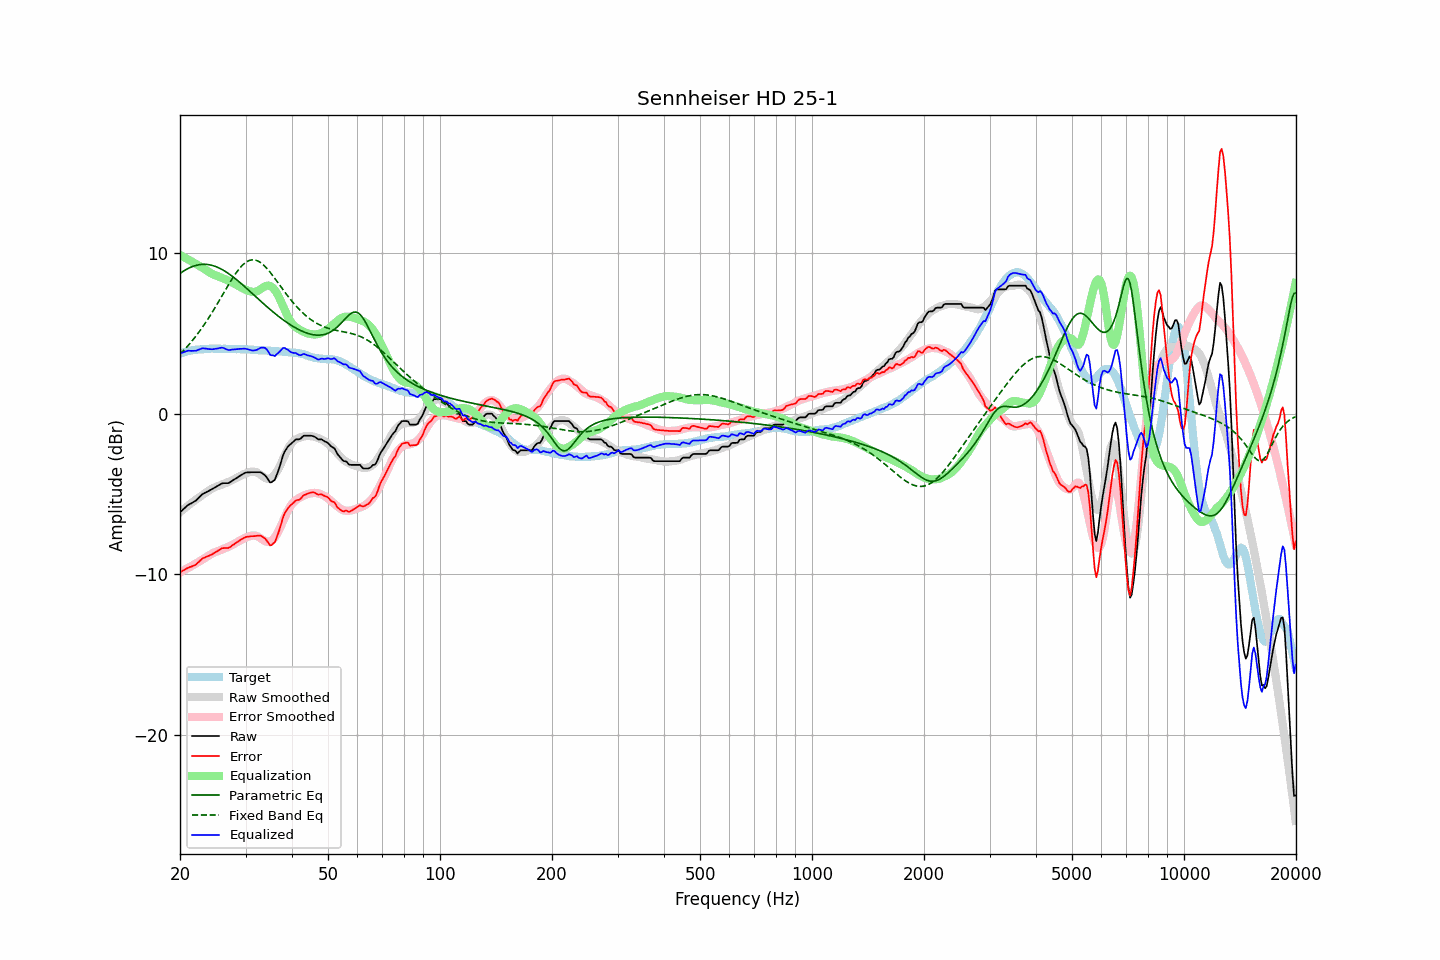 Sennheiser HD 25-1
Amplitude (dBr)
10
0
−10
−20
Target
Raw Smoothed
Error Smoothed
Raw
Error
Equalization
Parametric Eq
Fixed Band Eq
Equalized
20 50 100 200 500 1000 2000 5000 10000 20000
Frequency (Hz)